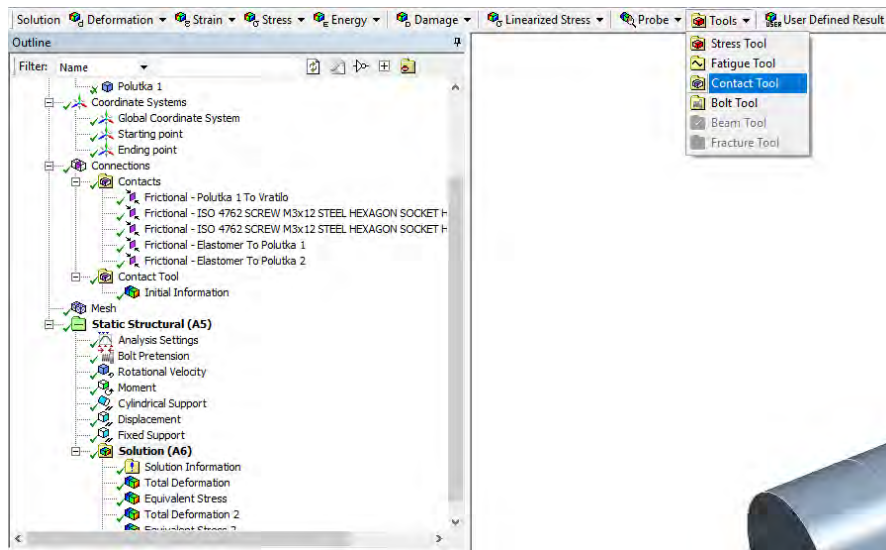 Solution Deformation Strain Stress Energy Damage Linearized Stress Probe Tools User Defined Result
Stress Tool
Fatigue Tool
Contact Tool
Bolt Tool
Beam Tool
Fracture Tool
Outline
Filter: Name
Polutka 1
Coordinate Systems
Global Coordinate System
Starting point
Ending point
Connections
Contacts
Frictional - Polutka 1 To Vratilo
Frictional - ISO 4762 SCREW M3x12 STEEL HEXAGON SOCKET H
Frictional - ISO 4762 SCREW M3x12 STEEL HEXAGON SOCKET H
Frictional - Elastomer To Polutka 1
Frictional - Elastomer To Polutka 2
Contact Tool
Initial Information
Mesh
Static Structural (A5)
Analysis Settings
Bolt Pretension
Rotational Velocity
Moment
Cylindrical Support
Displacement
Fixed Support
Solution (A6)
Solution Information
Total Deformation
Equivalent Stress
Total Deformation 2
Equivalent Stress 2